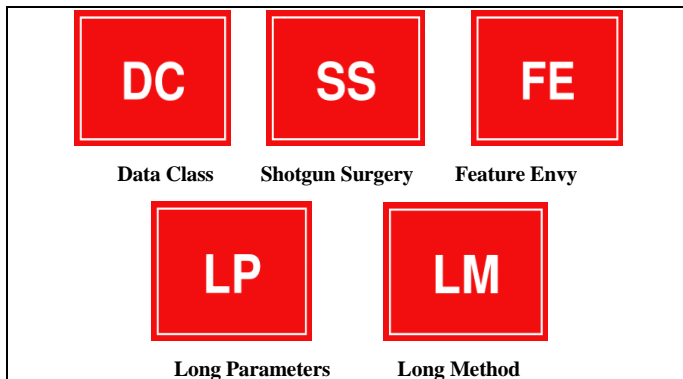 DC SS FE
Data Class Shotgun Surgery Feature Envy
LP LM
Long Parameters Long Method